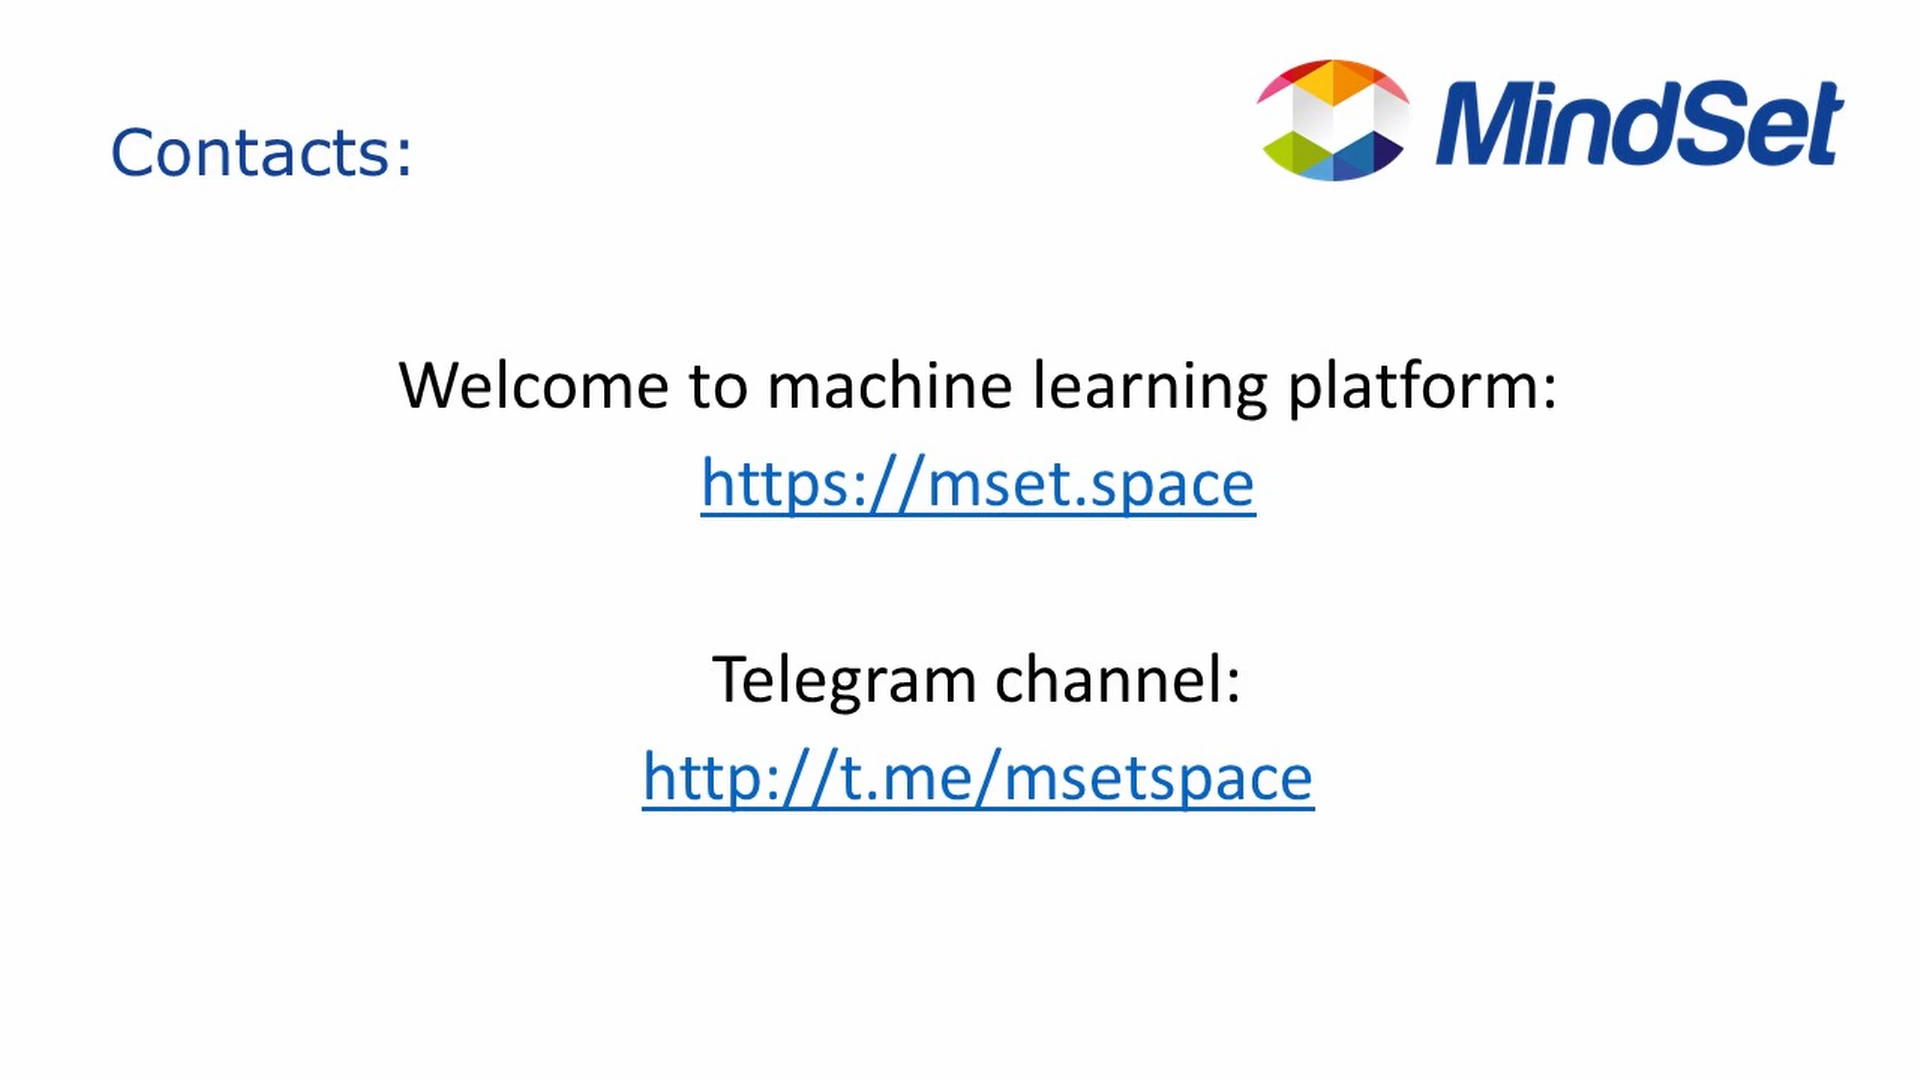 MindSet
Contacts:
Welcome to machine learning platform:
https://mset.space
Telegram channel:
http://t.me/msetspace